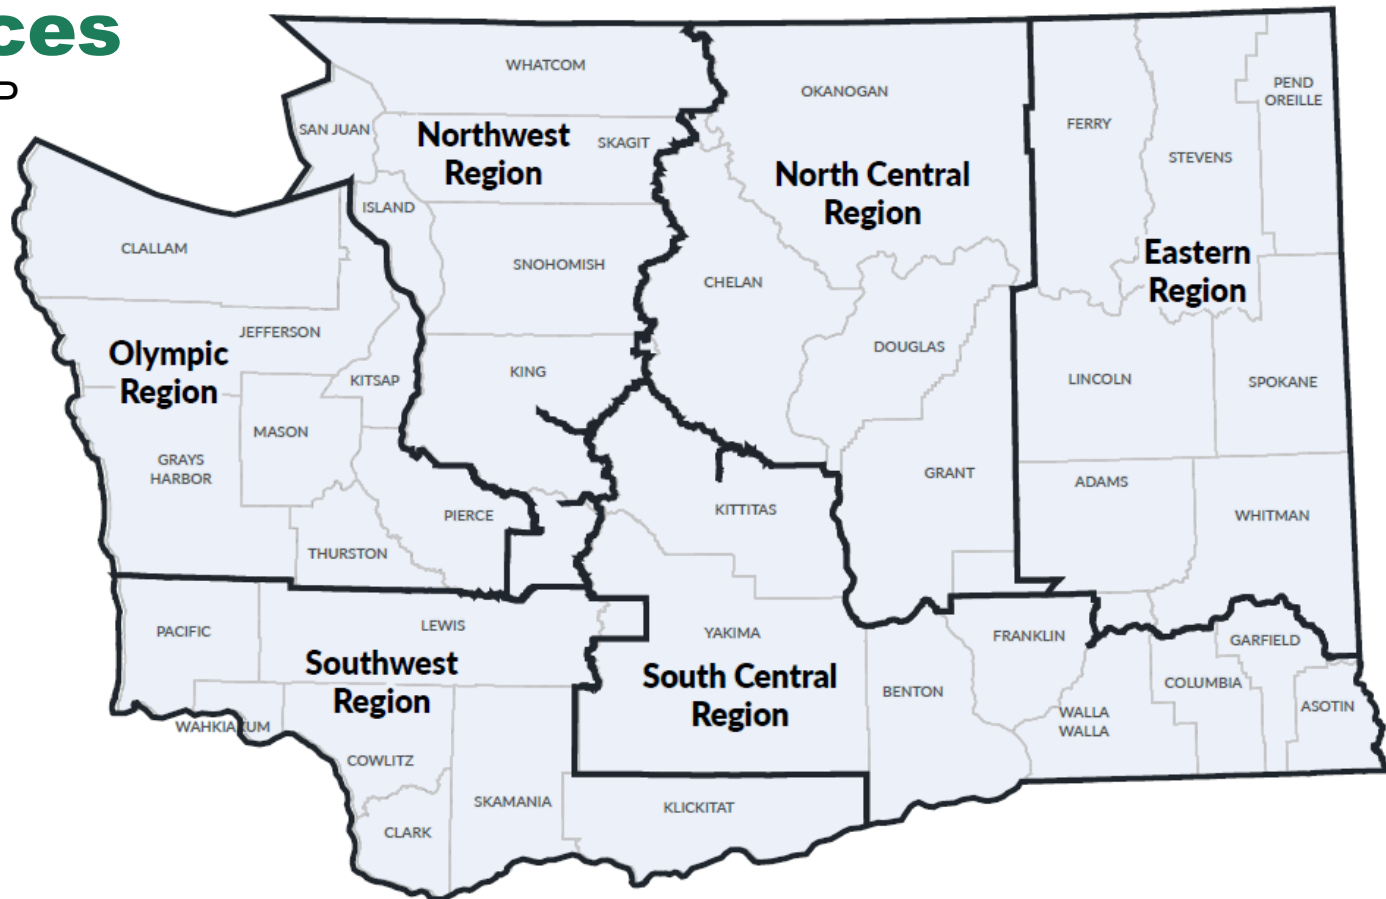 ces
WHATCOM
OKANOGAN
PEND
OREILLE
SAN JUAN
Northwest
Region
SKAGIT
FERRY
STEVENS
North Central
Region
ISLAND
CLALLAM
SNOHOMISH
CHELAN
Eastern
Region
JEFFERSON
Olympic
Region
KITSAP
KING
DOUGLAS
LINCOLN
SPOKANE
MASON
GRAYS
HARBOR
GRANT
ADAMS
PIERCE
KITTITAS
WHITMAN
THURSTON
PACIFIC
LEWIS
YAKIMA
FRANKLIN
GARFIELD
Southwest
Region
South Central
Region
BENTON
COLUMBIA
ASOTIN
WAHKIAKUM
WALLA
WALLA
COWLITZ
SKAMANIA
KLICKITAT
CLARK